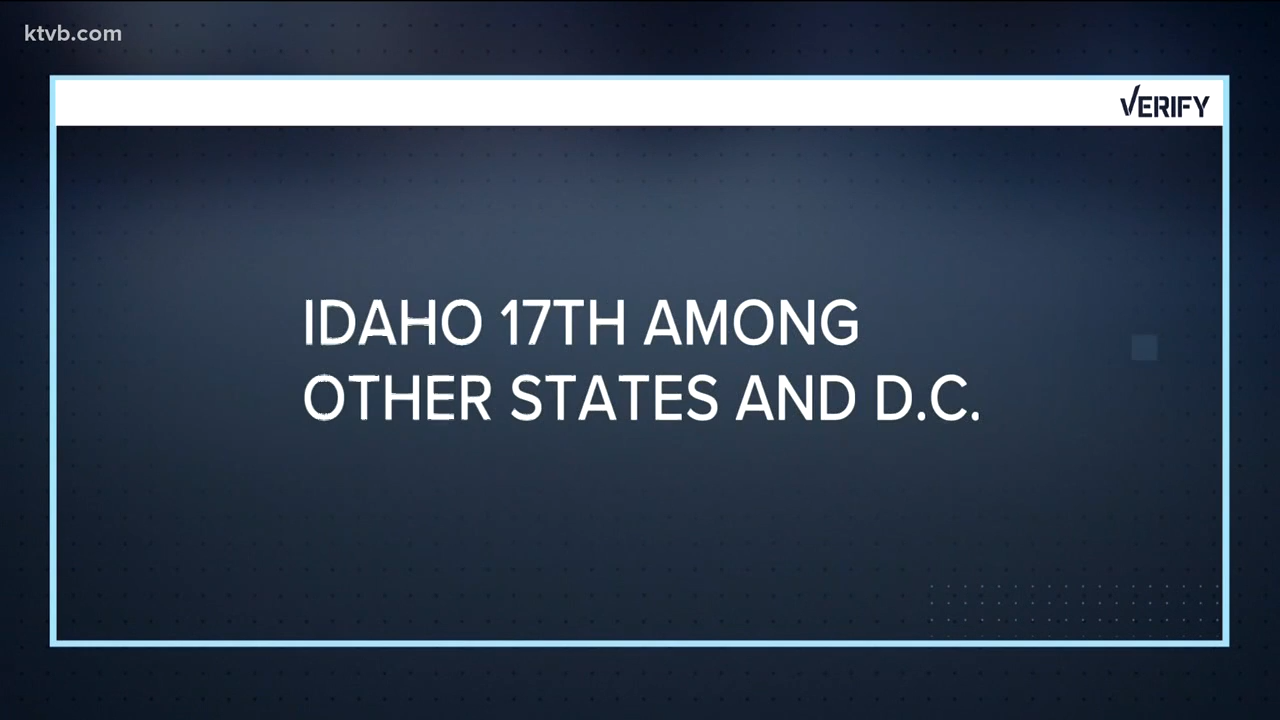 ktvb.com
VERIFY
IDAHO 17TH AMONG
OTHER STATES AND D.C.